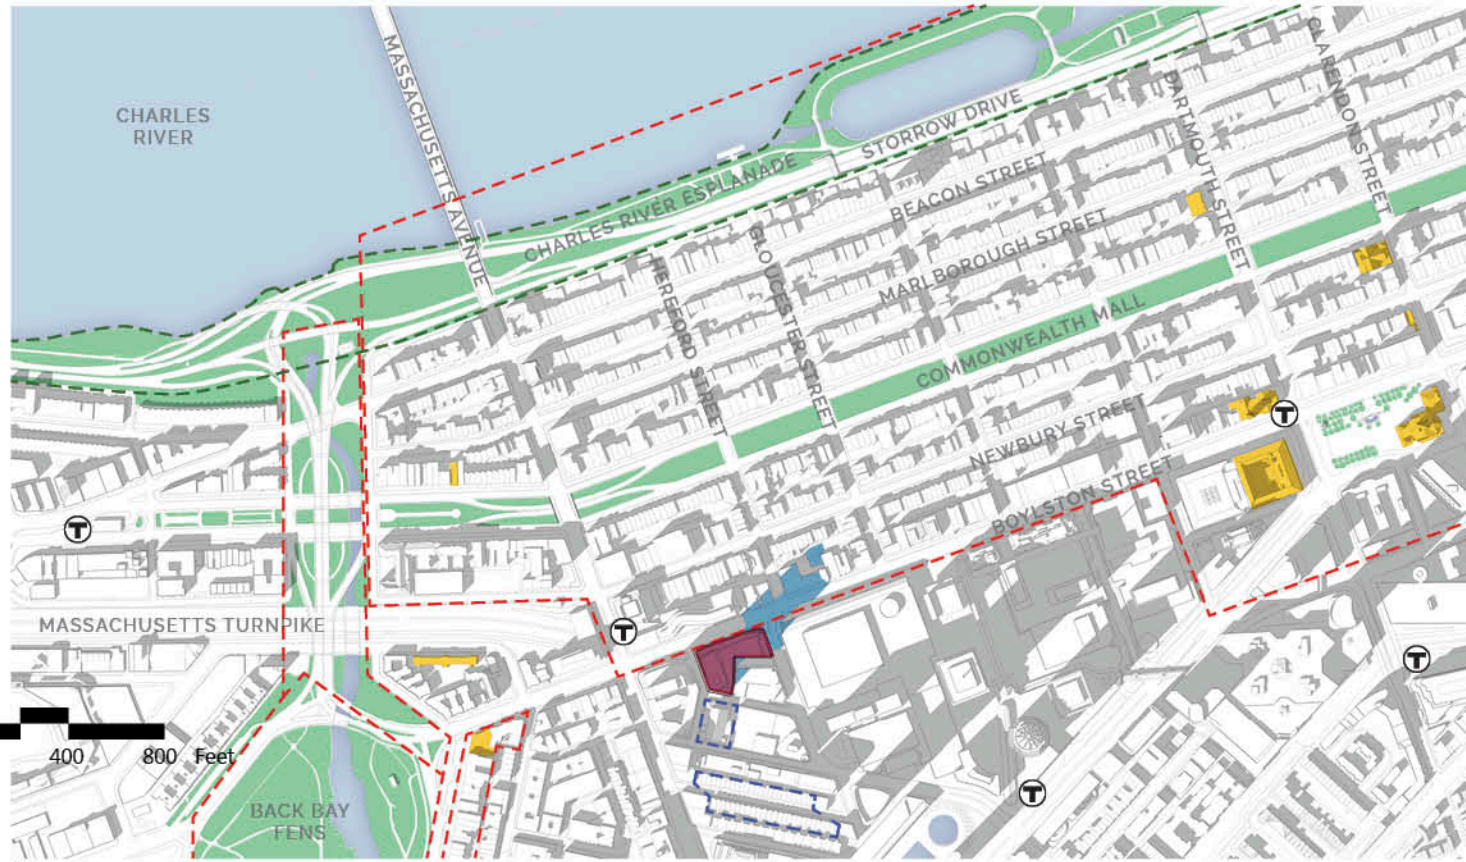 CHARLES
RIVER
MASSACHUSETTS AVENUE
CHARLES RIVER ESPLANADE
STORROW DRIVE
BEACON STREET
MARLBOROUGH STREET
DARTMOUTH STREET
CLARENDON STREET
HEREFORD STREET
GLOUCESTER STREET
COMMONWEALTH MALL
NEWBURY STREET
BOYLSTON STREET
T
T
T
T
T
MASSACHUSETTS TURNPIKE
400 800 Feet
BACK BAY
FENS